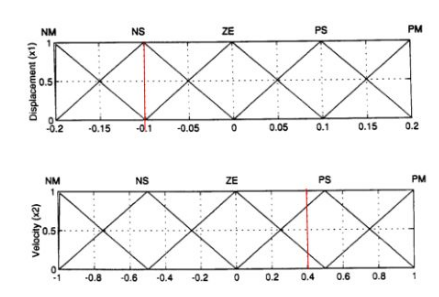 NM NS ZE PS PM
Displacement (x1)
1
0.5
0
-0.2 -0.15 -0.1 -0.05 0 0.05 0.1 0.15 0.2
NM NS ZE PS PM
Velocity (x2)
1
0.5
0
-1 -0.8 -0.6 -0.4 -0.2 0 0.2 0.4 0.6 0.8 1